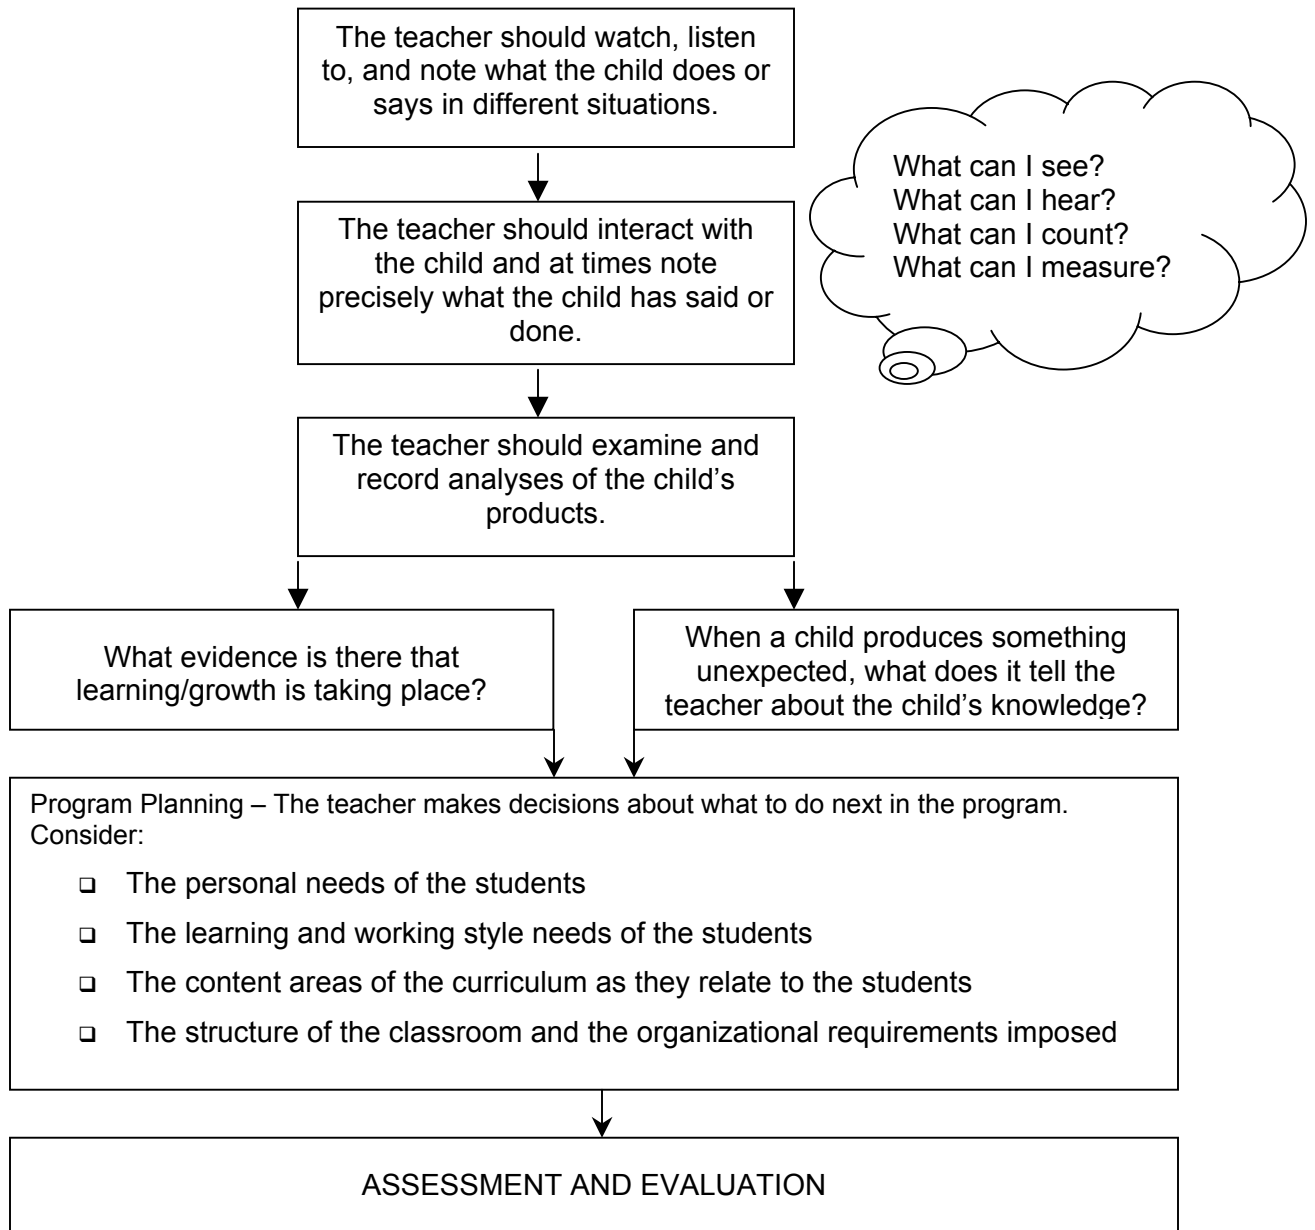 The teacher should watch, listen
to, and note what the child does or
says in different situations.
What can I see?
What can I hear?
What can I count?
What can I measure?
The teacher should interact with
the child and at times note
precisely what the child has said or
done.
The teacher should examine and
record analyses of the child’s
products.
What evidence is there that
learning/growth is taking place?
When a child produces something
unexpected, what does it tell the
teacher about the child’s knowledge?
Program Planning – The teacher makes decisions about what to do next in the program.
Consider:
❑ The personal needs of the students
❑ The learning and working style needs of the students
❑ The content areas of the curriculum as they relate to the students
❑ The structure of the classroom and the organizational requirements imposed
ASSESSMENT AND EVALUATION